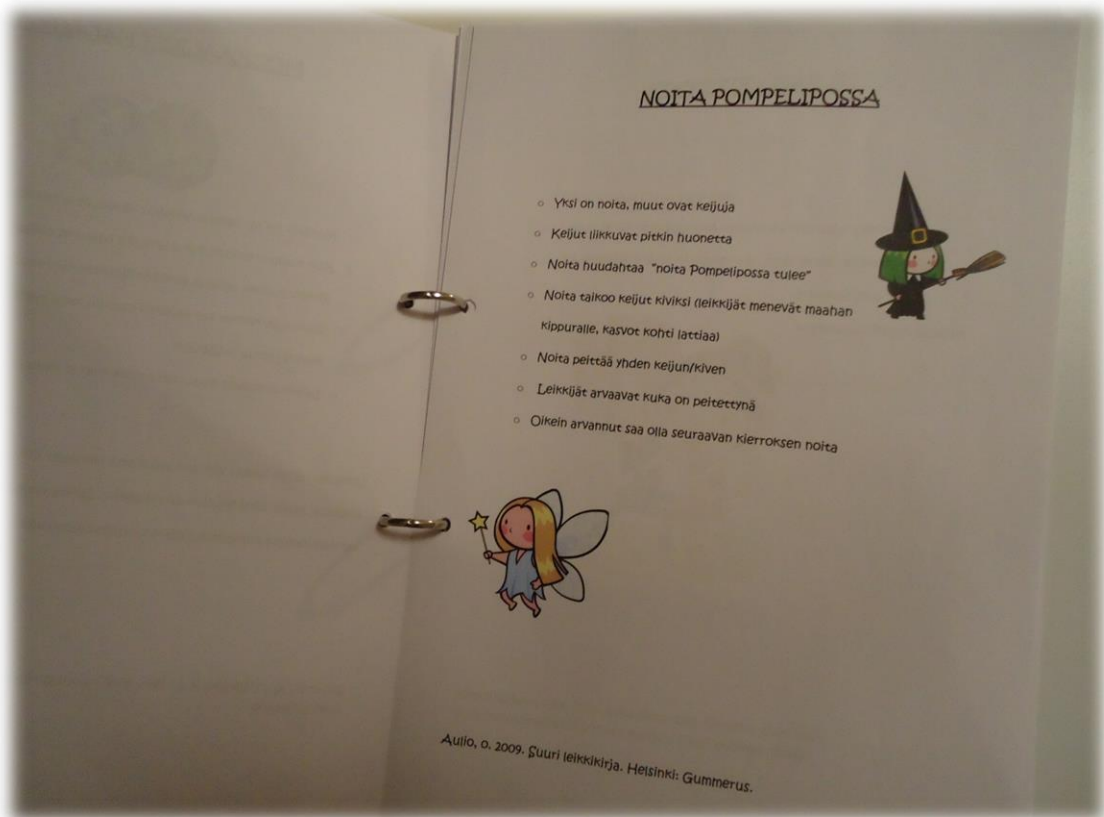 NOITA POMPELIPOSSA
○ Yksi on noita, muut ovat keijuja
○ Keijut liikkuvat pitkin huonetta
○ Noita huudahtaa "noita Pompelipossa tulee"
○ Noita taikoo keijut kiviksi (leikkijät menevät maahan
kippuralle, kasvot kohti lattiaa)
○ Noita peittää yhden keijun/kiven
○ Leikkijät arvaavat kuka on peitettynä
○ Oikein arvannut saa olla seuraavan kierroksen noita
Aulio, O. 2009. Suuri leikkikirja. Helsinki: Gummerus.